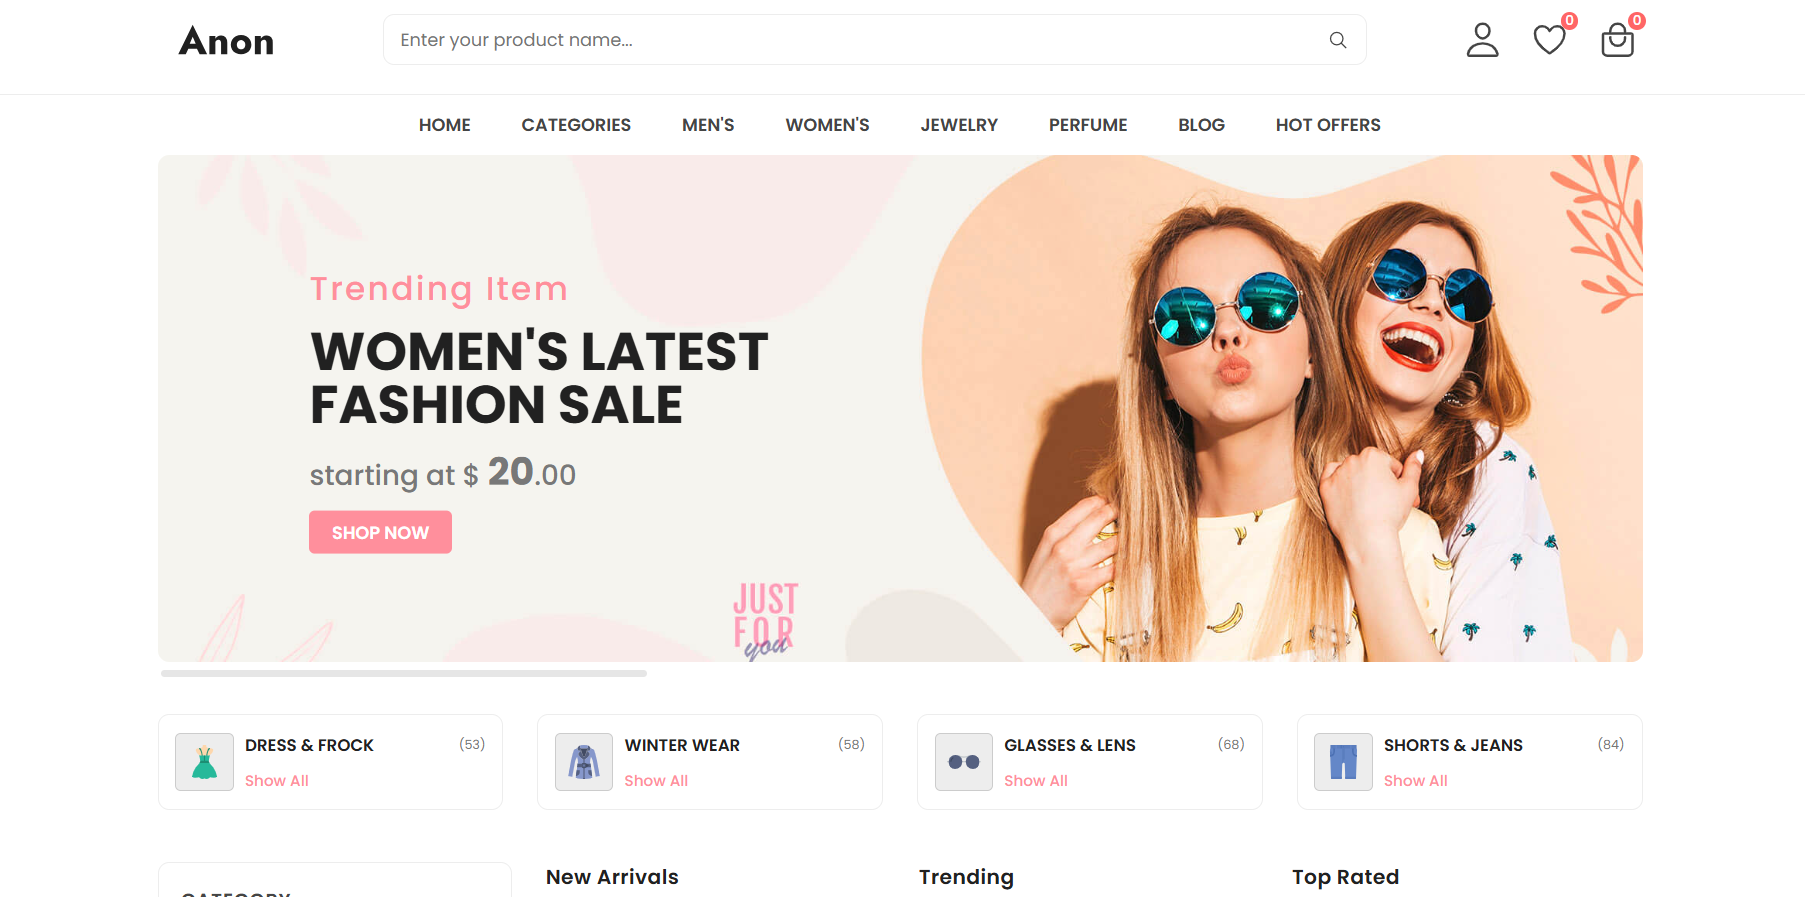 Anon
Enter your product name...
0
0
HOME CATEGORIES MEN'S WOMEN'S JEWELRY PERFUME BLOG HOT OFFERS
Trending Item
WOMEN'S LATEST
FASHION SALE
starting at $ 20.00
SHOP NOW
JUST
FOR
you
DRESS & FROCK (53)
Show All
WINTER WEAR (58)
Show All
GLASSES & LENS (68)
Show All
SHORTS & JEANS (84)
Show All
CATEGORY
New Arrivals
Trending
Top Rated